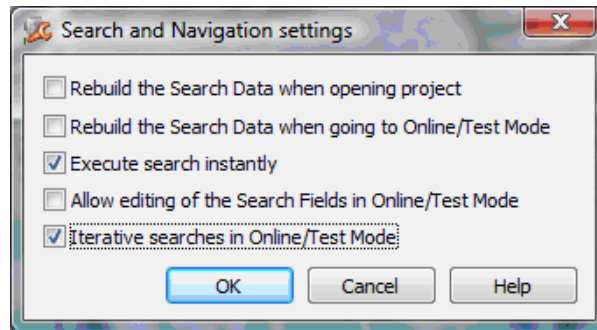 Search and Navigation settings
Rebuild the Search Data when opening project
Rebuild the Search Data when going to Online/Test Mode
Execute search instantly
Allow editing of the Search Fields in Online/Test Mode
Iterative searches in Online/Test Mode
OK Cancel Help